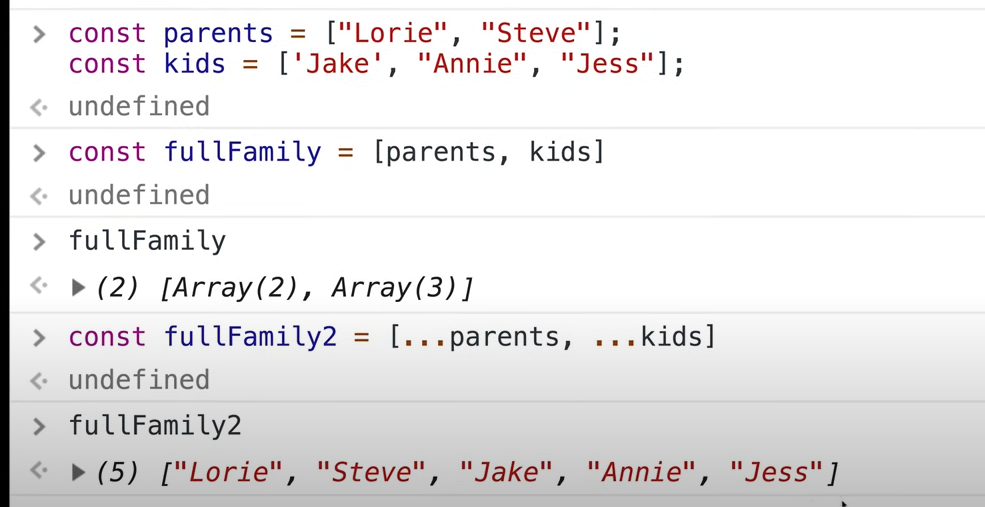 > const parents = ["Lorie", "Steve"];
const kids = ['Jake', "Annie", "Jess"];
undefined
> const fullFamily = [parents, kids]
undefined
> fullFamily
(2) [Array(2), Array(3)]
> const fullFamily2 = [...parents, ...kids]
undefined
> fullFamily2
(5) ["Lorie", "Steve", "Jake", "Annie", "Jess"]